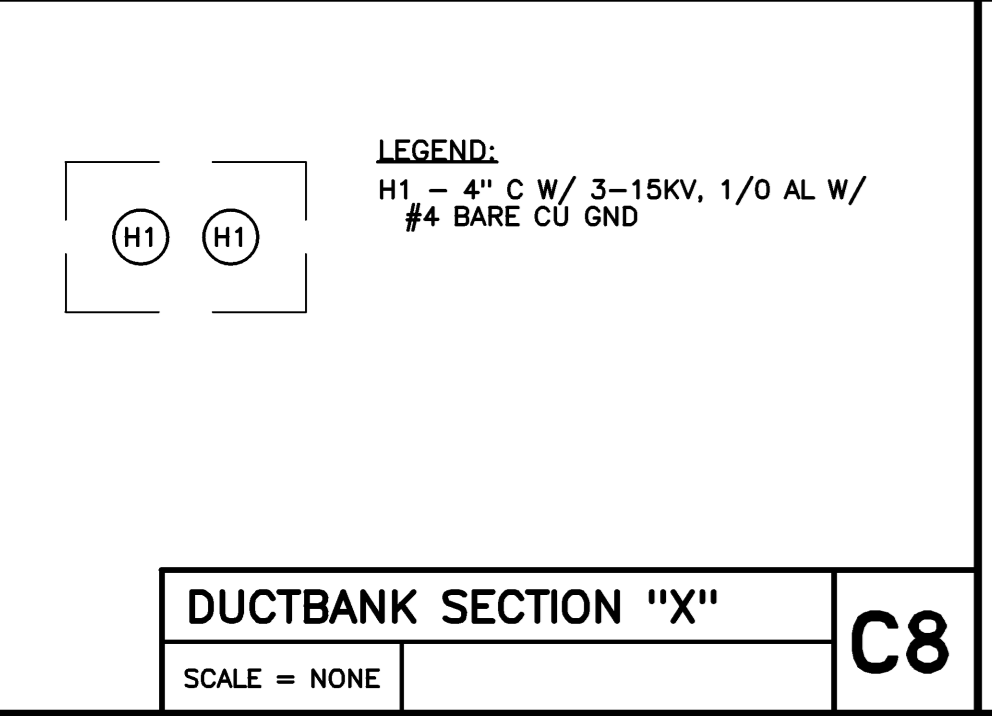 LEGEND:
H1 – 4" C W/ 3–15KV, 1/0 AL W/
#4 BARE CU GND
H1 H1
DUCTBANK SECTION "X"
C8
SCALE = NONE